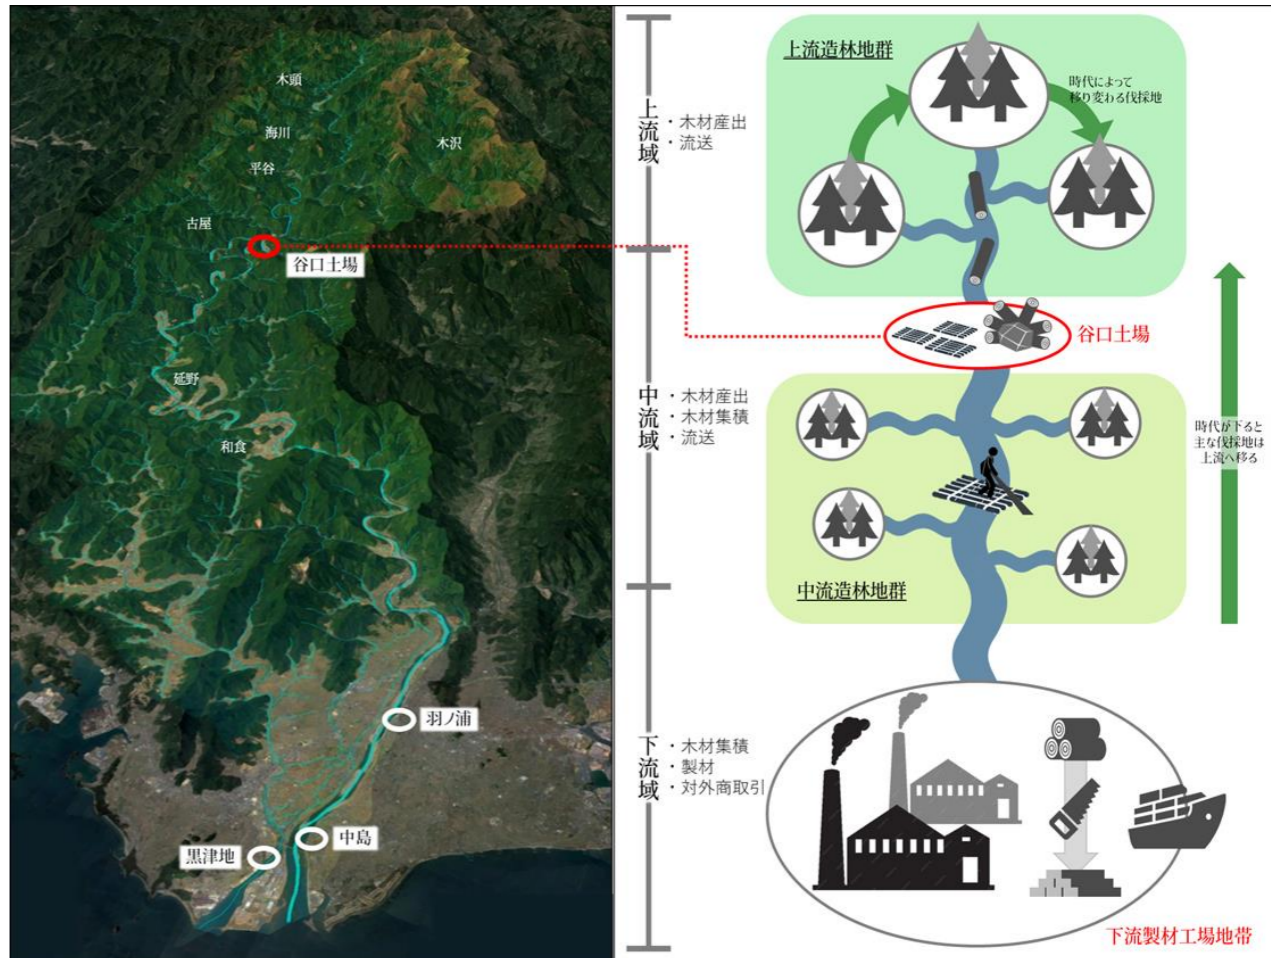 木頭
海川
木沢
平谷
古屋
谷口土場
延野
和食
羽ノ浦
中島
黒津地
上流域
・木材産出
・流送
中流域
・木材産出
・木材集積
・流送
下流域
・木材集積
・製材
・対外商取引
上流造林地群
時代によって
移り変わる伐採地
谷口土場
時代が下ると
主な伐採地は
上流へ移る
中流造林地群
下流製材工場地帯